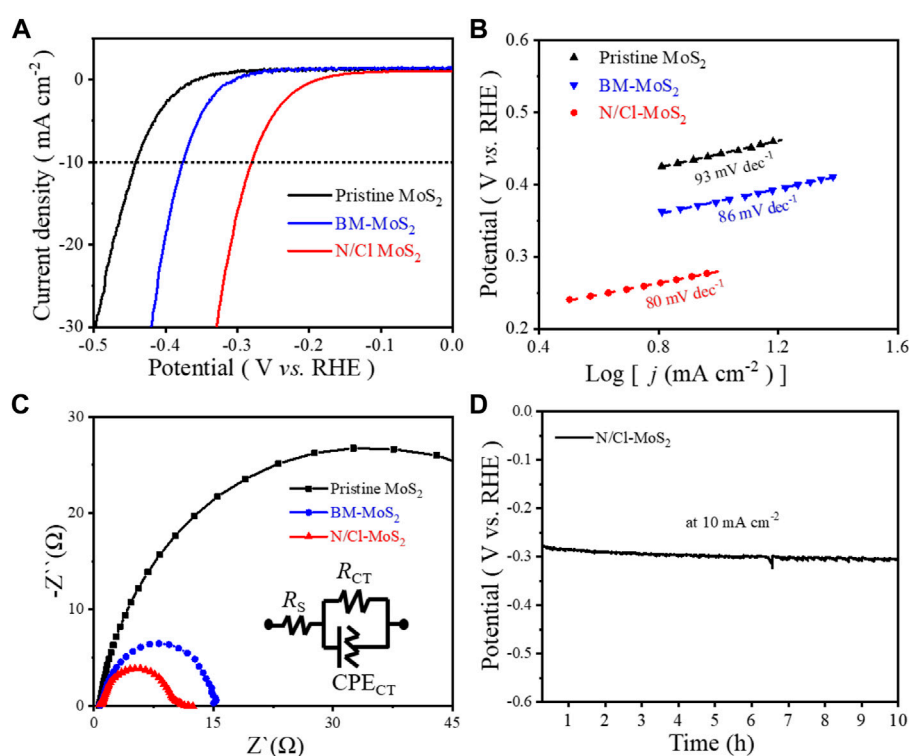 A
0
-10
-20
-30
Current density ( mA cm⁻²)
Pristine MoS₂
BM-MoS₂
N/Cl MoS₂
-0.5 -0.4 -0.3 -0.2 -0.1 0.0
Potential ( V vs. RHE )
B
0.6
0.5
0.4
0.3
0.2
Potential ( V vs. RHE)
Pristine MoS₂
BM-MoS₂
N/Cl-MoS₂
93 mV dec⁻¹
86 mV dec⁻¹
80 mV dec⁻¹
0.4 0.8 1.2 1.6
Log [ j (mA cm⁻² ) ]
C
30
15
0
-Z``(Ω)
Pristine MoS₂
BM-MoS₂
N/Cl-MoS₂
R_S
R_CT
CPE_CT
0 15 30 45
Z`(Ω)
D
-0.0
-0.1
-0.2
-0.3
-0.4
-0.5
-0.6
Potential ( V vs. RHE )
N/Cl-MoS₂
at 10 mA cm⁻²
1 2 3 4 5 6 7 8 9 10
Time (h)